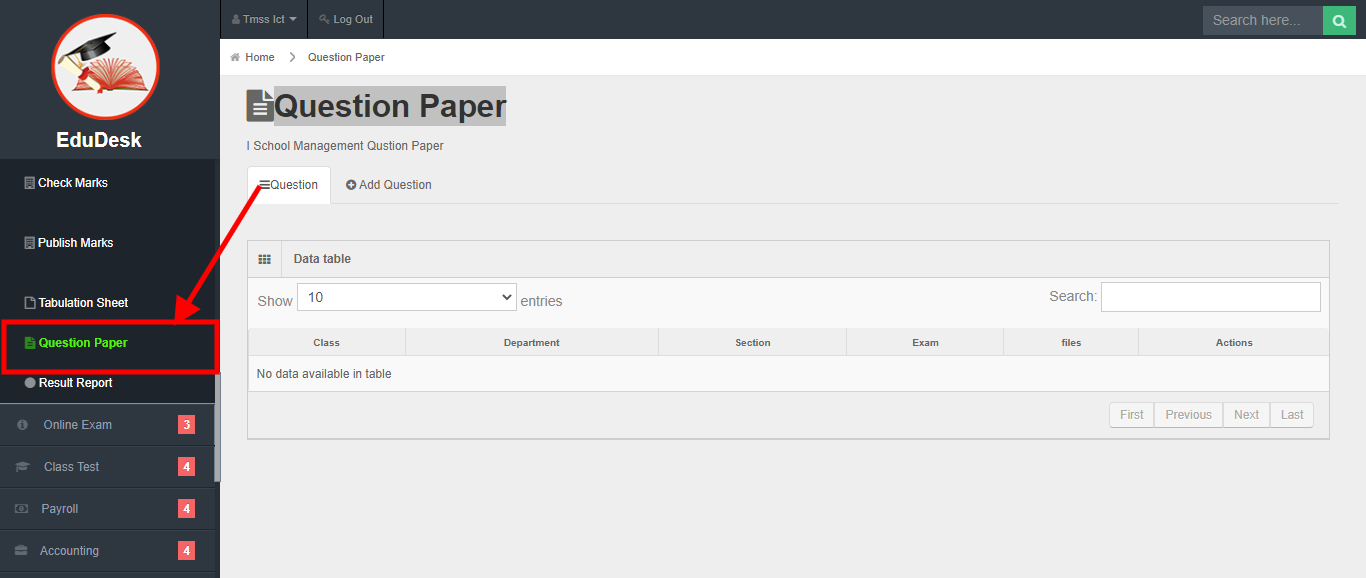 Tmss Ict
Log Out
Search here...
EduDesk
Home
Question Paper
Question Paper
I School Management Qustion Paper
Question
Add Question
Check Marks
Publish Marks
Tabulation Sheet
Question Paper
Result Report
Online Exam 3
Class Test 4
Payroll 4
Accounting 4
Data table
Show 10 entries
Search:
Class Department Section Exam files Actions
No data available in table
First Previous Next Last